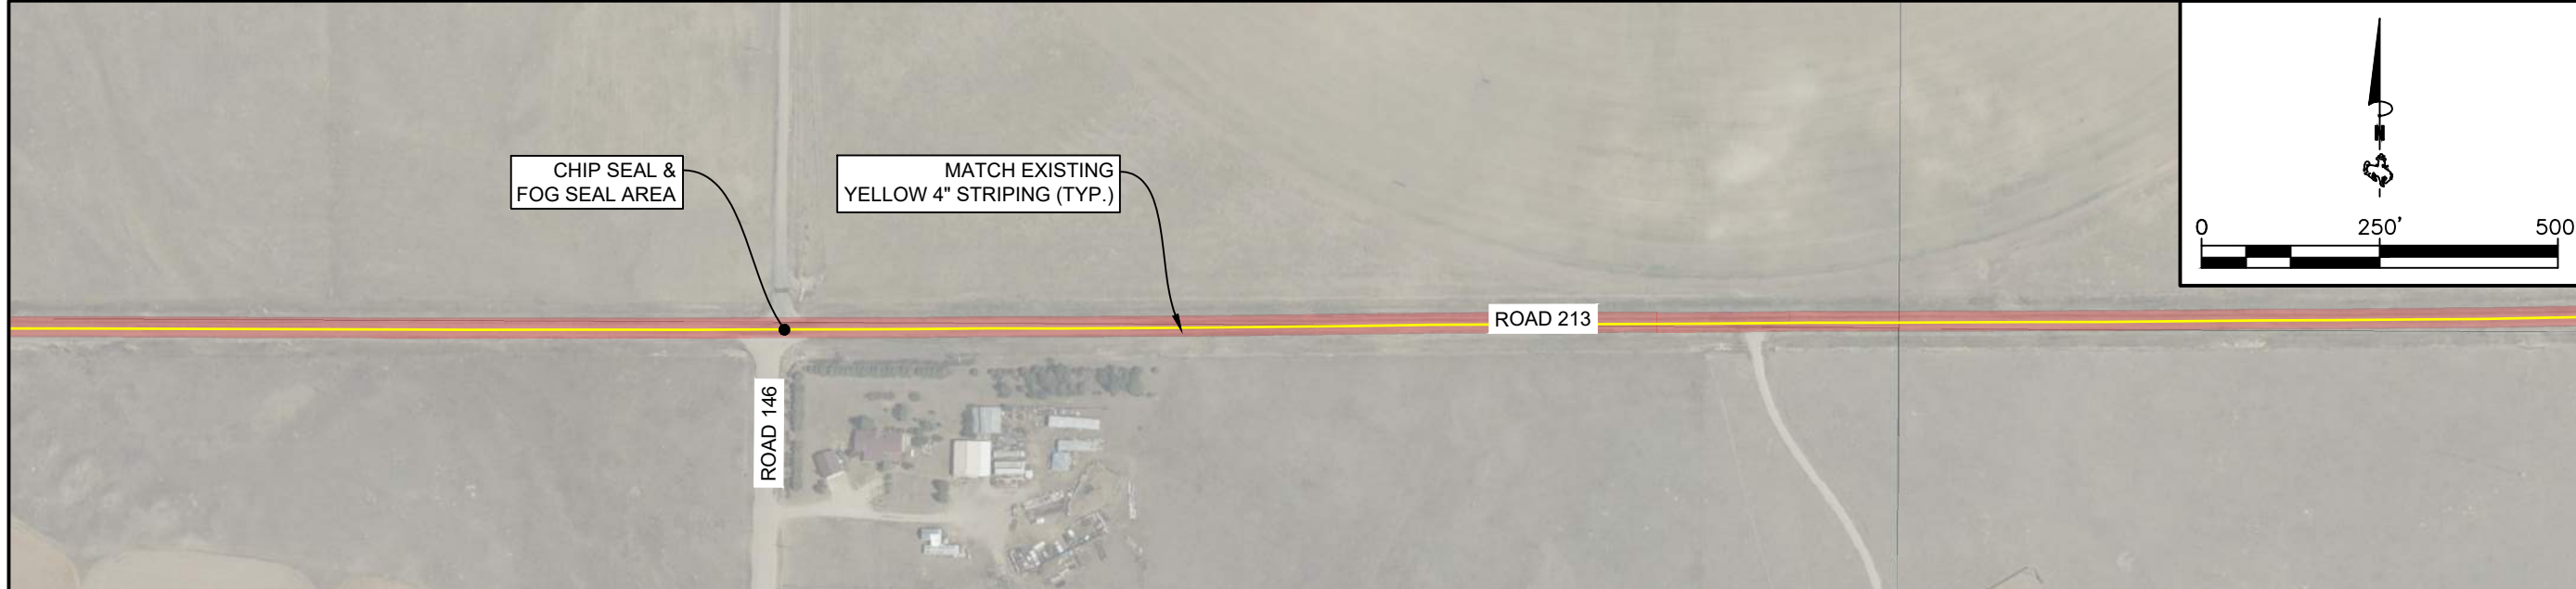 CHIP SEAL &
FOG SEAL AREA
MATCH EXISTING
YELLOW 4" STRIPING (TYP.)
N
0 250' 500
ROAD 213
ROAD 146